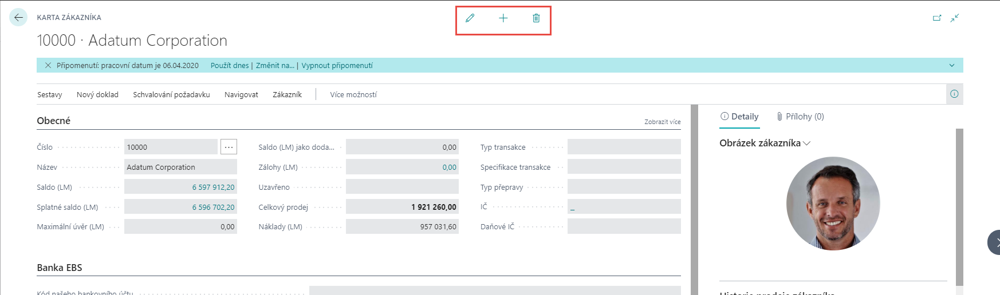 KARTA ZÁKAZNÍKA
10000 · Adatum Corporation
Připomenutí: pracovní datum je 06.04.2020 Použít dnes | Změnit na... | Vypnout připomenutí
Sestavy Nový doklad Schvalování požadavku Navigovat Zákazník Více možností
Obecné Zobrazit více
Číslo 10000 ...
Název Adatum Corporation
Saldo (LM) 6 597 912,20
Splatné saldo (LM) 6 596 702,20
Maximální úvěr (LM) 0,00
Saldo (LM) jako doda... 0,00
Zálohy (LM) 0,00
Uzavřeno
Celkový prodej 1 921 260,00
Náklady (LM) 957 031,60
Typ transakce
Specifikace transakce
Typ přepravy
IČ _
Daňové IČ
Banka EBS
Kód našeho bankovního účtu
Detaily Přílohy (0)
Obrázek zákazníka
Historie prodeje zákazníka